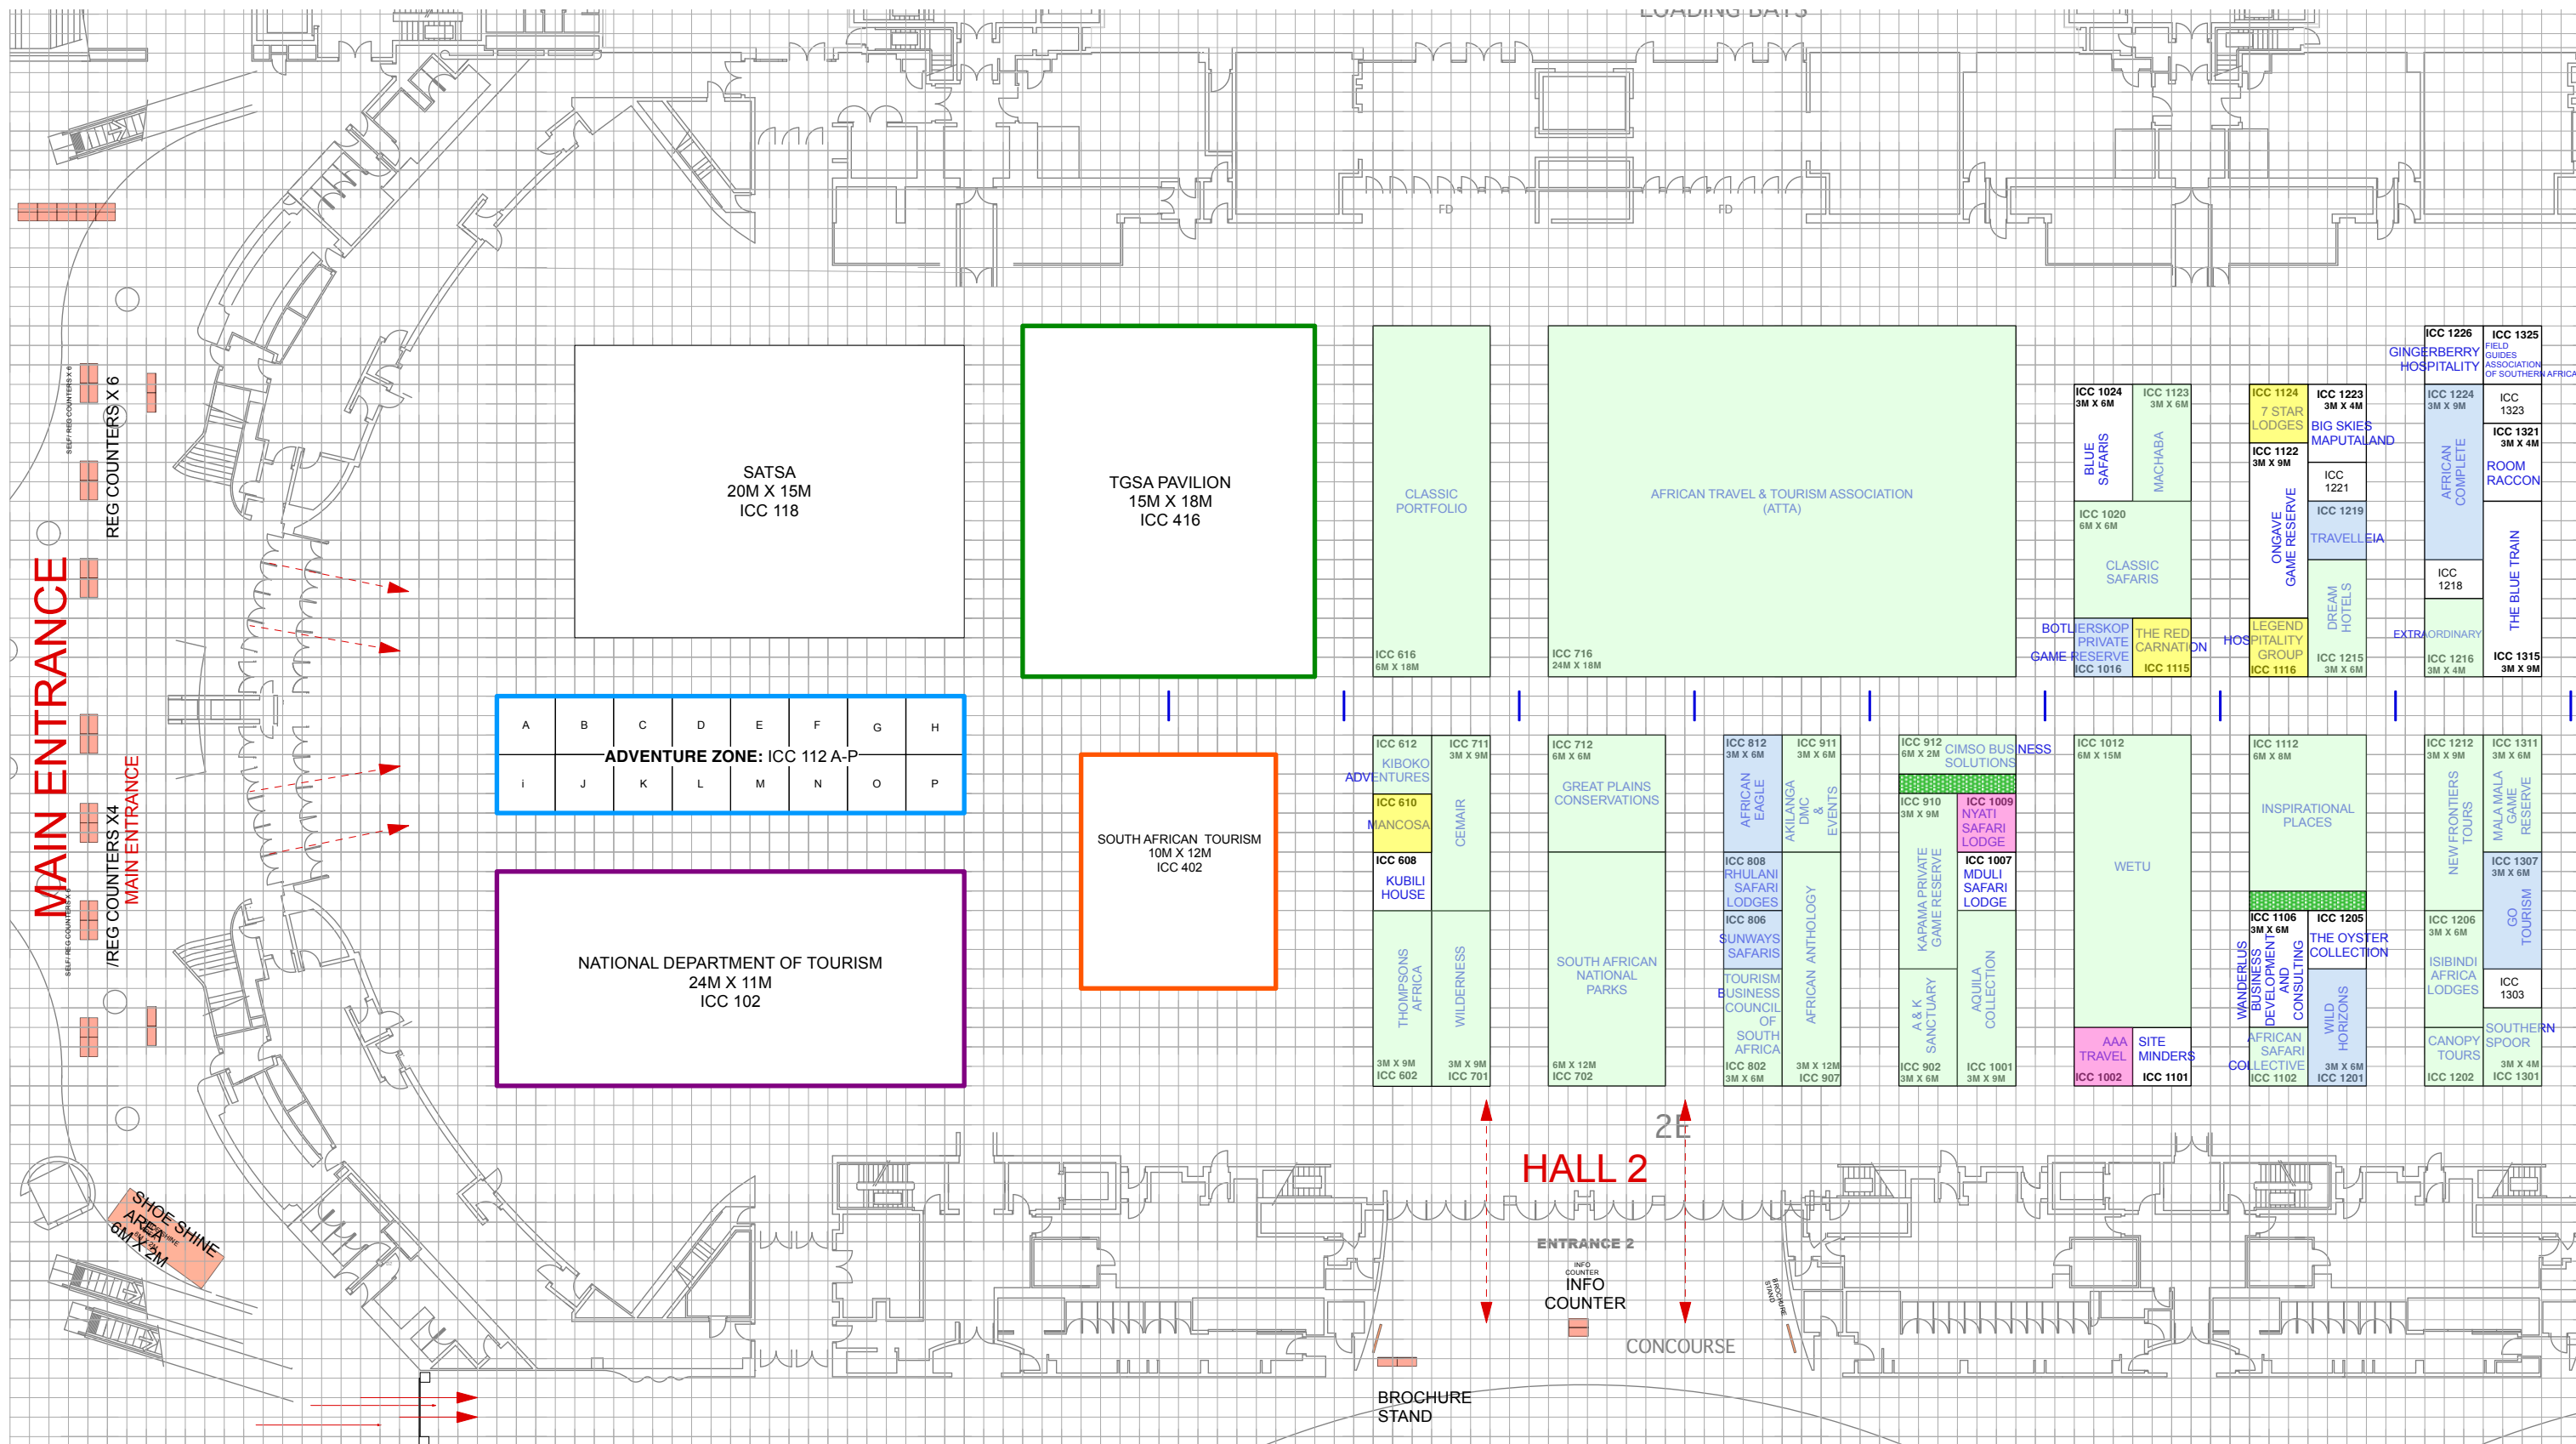 LOADING BAYS
FD
FD
SELF/ REG COUNTERS X 6
REG COUNTERS X 6
MAIN ENTRANCE
MAIN ENTRANCE
/REG COUNTERS X4
SELF/ REG COUNTERS X 6
SHOE SHINE
AREA
6M X 2M
SATSA
20M X 15M
ICC 118
TGSA PAVILION
15M X 18M
ICC 416
A
B
C
D
E
F
G
H
ADVENTURE ZONE: ICC 112 A-P
i
J
K
L
M
N
O
P
NATIONAL DEPARTMENT OF TOURISM
24M X 11M
ICC 102
SOUTH AFRICAN TOURISM
10M X 12M
ICC 402
CLASSIC
PORTFOLIO
ICC 616
6M X 18M
AFRICAN TRAVEL & TOURISM ASSOCIATION
(ATTA)
ICC 716
24M X 18M
ICC 1024
3M X 6M
BLUE
SAFARIS
ICC 1123
3M X 6M
MACHABA
ICC 1020
6M X 6M
CLASSIC
SAFARIS
BOTLIERSKOP
PRIVATE
GAME RESERVE
ICC 1016
THE RED
CARNATION
ICC 1115
ICC 1124
7 STAR
LODGES
ICC 1223
3M X 4M
BIG SKIES
MAPUTALAND
ICC 1122
3M X 9M
ONGAVE
GAME RESERVE
ICC
1221
ICC 1219
TRAVELLEIA
DREAM
HOTELS
ICC 1215
3M X 6M
LEGEND
HOSPITALITY
GROUP
ICC 1116
ICC 1226
GINGERBERRY
HOSPITALITY
ICC 1325
FIELD
GUIDES
ASSOCIATION
OF SOUTHERN AFRICA
ICC 1224
3M X 9M
AFRICAN
COMPLETE
ICC
1323
ICC 1321
3M X 4M
ROOM
RACCON
ICC
1218
THE BLUE TRAIN
ICC 1315
3M X 9M
EXTRAORDINARY
ICC 1216
3M X 4M
ICC 612
KIBOKO
ADVENTURES
ICC 711
3M X 9M
CEMAIR
ICC 610
MANCOSA
ICC 608
KUBILI
HOUSE
THOMPSONS
AFRICA
3M X 9M
ICC 602
WILDERNESS
3M X 9M
ICC 701
ICC 712
6M X 6M
GREAT PLAINS
CONSERVATIONS
SOUTH AFRICAN
NATIONAL
PARKS
6M X 12M
ICC 702
ICC 812
3M X 6M
AFRICAN
EAGLE
ICC 911
3M X 6M
AKILANGA
DMC
&
EVENTS
ICC 808
RHULANI
SAFARI
LODGES
ICC 806
SUNWAYS
SAFARIS
TOURISM
BUSINESS
COUNCIL
OF
SOUTH
AFRICA
ICC 802
3M X 6M
AFRICAN ANTHOLOGY
3M X 12M
ICC 907
ICC 912
6M X 2M
CIMSO BUSINESS
SOLUTIONS
ICC 910
3M X 9M
KAPAMA PRIVATE
GAME RESERVE
ICC 1009
NYATI
SAFARI
LODGE
ICC 1007
MDULI
SAFARI
LODGE
A & K
SANCTUARY
ICC 902
3M X 6M
AQUILA
COLLECTION
ICC 1001
3M X 9M
ICC 1012
6M X 15M
WETU
AAA
TRAVEL
ICC 1002
SITE
MINDERS
ICC 1101
ICC 1112
6M X 8M
INSPIRATIONAL
PLACES
ICC 1106
3M X 6M
WANDERLUS
BUSINESS
DEVELOPMENT
AND
CONSULTING
ICC 1205
THE OYSTER
COLLECTION
AFRICAN
SAFARI
COLLECTIVE
ICC 1102
WILD
HORIZONS
3M X 6M
ICC 1201
ICC 1212
3M X 9M
NEW FRONTIERS
TOURS
ICC 1311
3M X 6M
MALA MALA
GAME
RESERVE
ICC 1307
3M X 6M
GO
TOURISM
ICC 1206
3M X 6M
ISIBINDI
AFRICA
LODGES
ICC
1303
CANOPY
TOURS
ICC 1202
SOUTHERN
SPOOR
3M X 4M
ICC 1301
2E
HALL 2
ENTRANCE 2
INFO
COUNTER
INFO
COUNTER
BROCHURE
STAND
CONCOURSE
BROCHURE
STAND